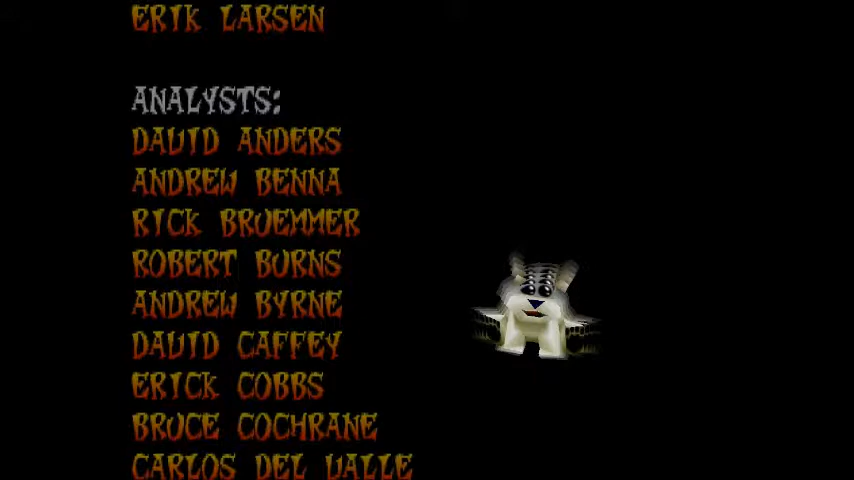 ERIK LARSEN
ANALYSTS:
DAVID ANDERS
ANDREW BENNA
RICK BRUEMMER
ROBERT BURNS
ANDREW BYRNE
DAVID CAFFEY
ERICK COBBS
BRUCE COCHRANE
CARLOS DEL VALLE